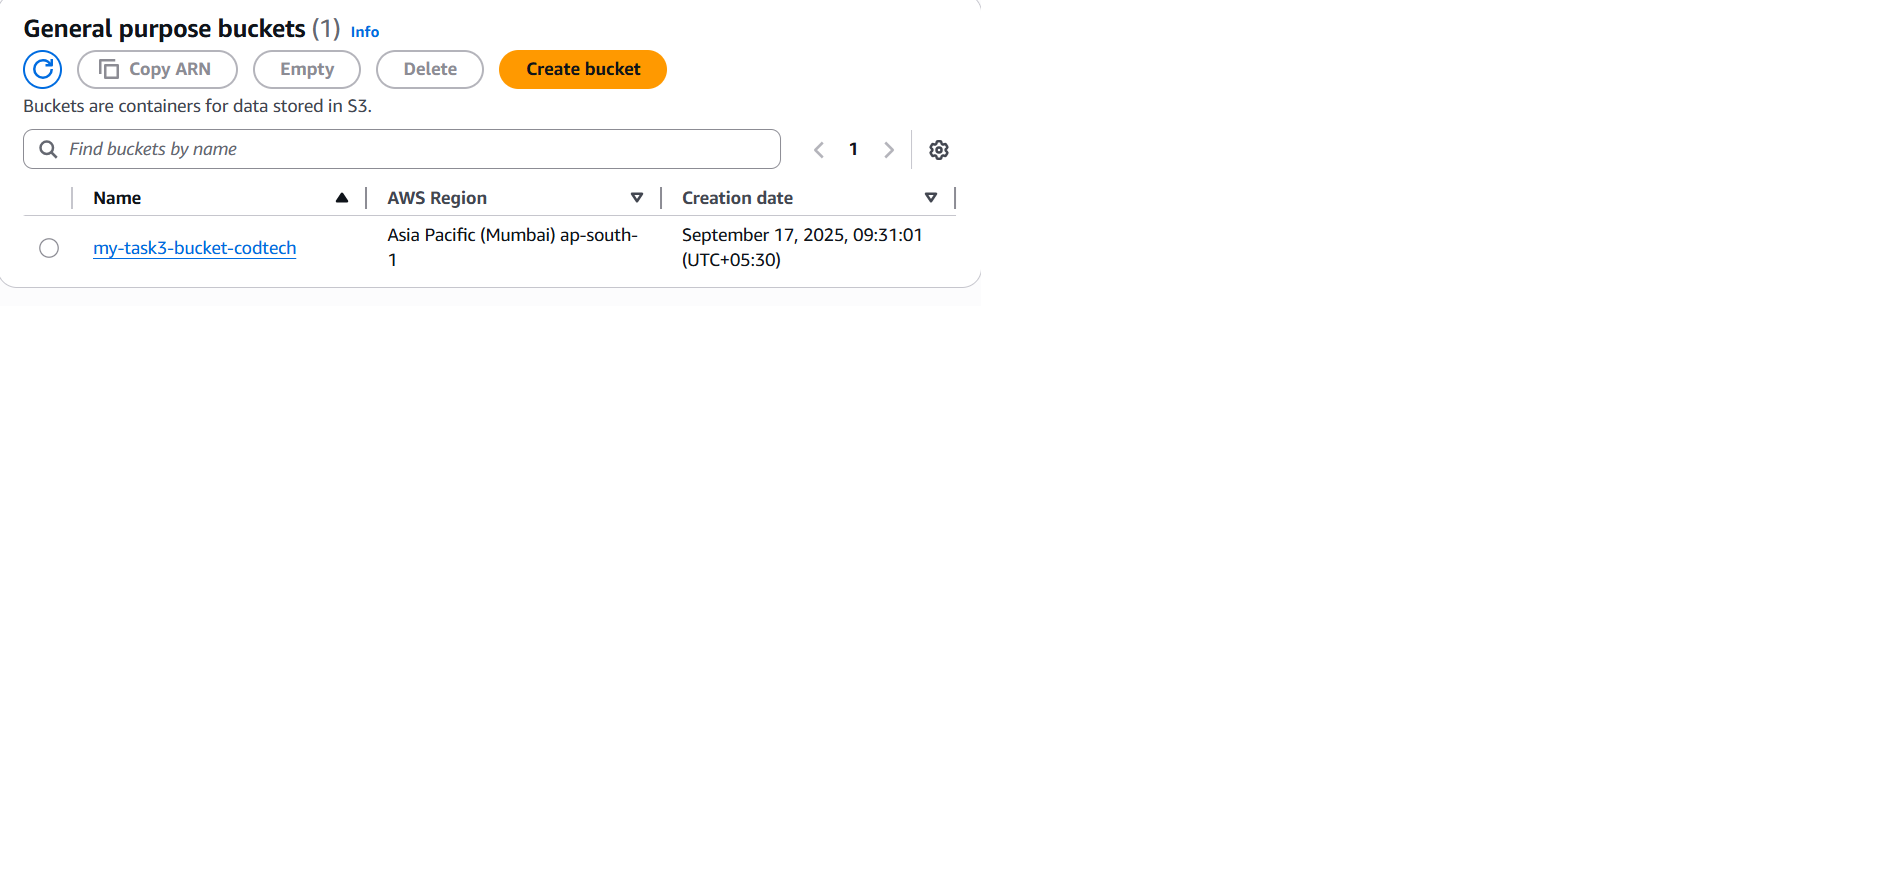 General purpose buckets (1) Info
Copy ARN Empty Delete Create bucket
Buckets are containers for data stored in S3.
Find buckets by name 1
Name AWS Region Creation date
my-task3-bucket-codtech Asia Pacific (Mumbai) ap-south-1 September 17, 2025, 09:31:01 (UTC+05:30)